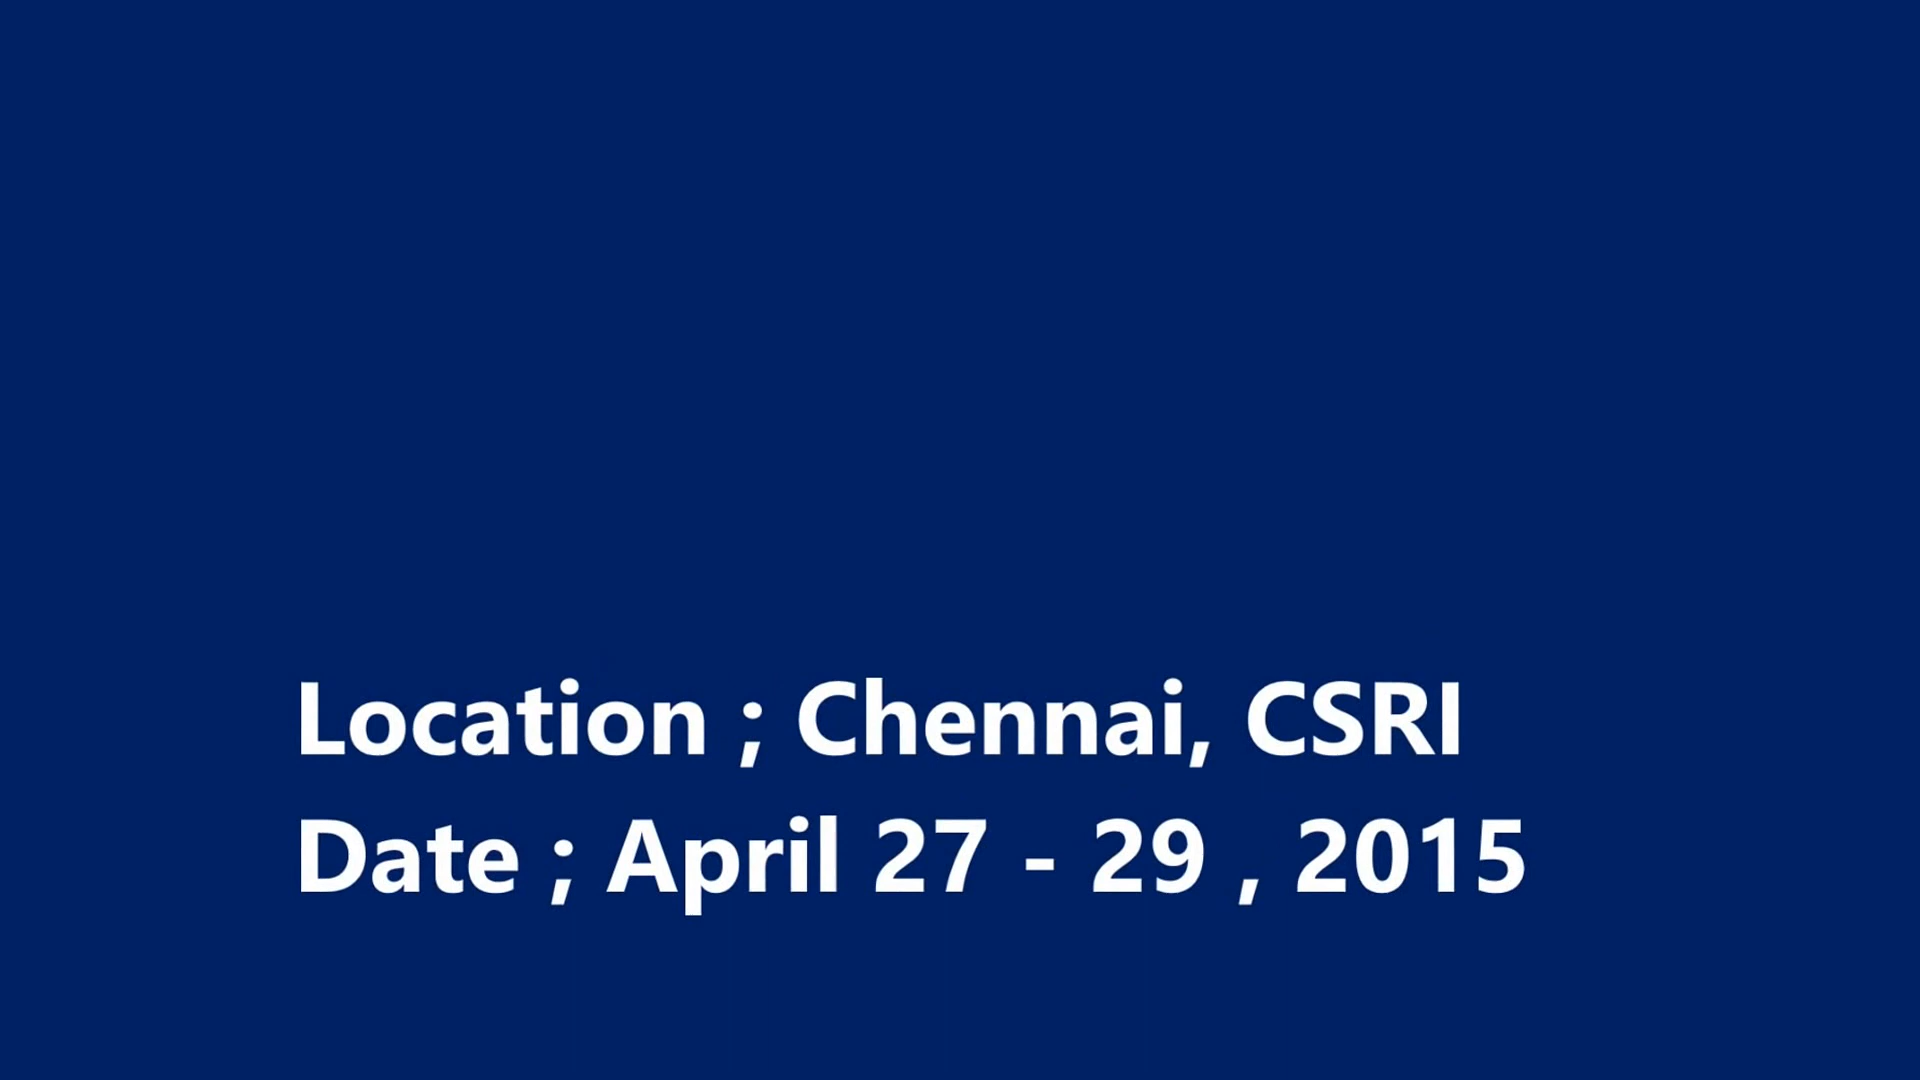 Location ; Chennai, CSRI
Date ; April 27 - 29 , 2015